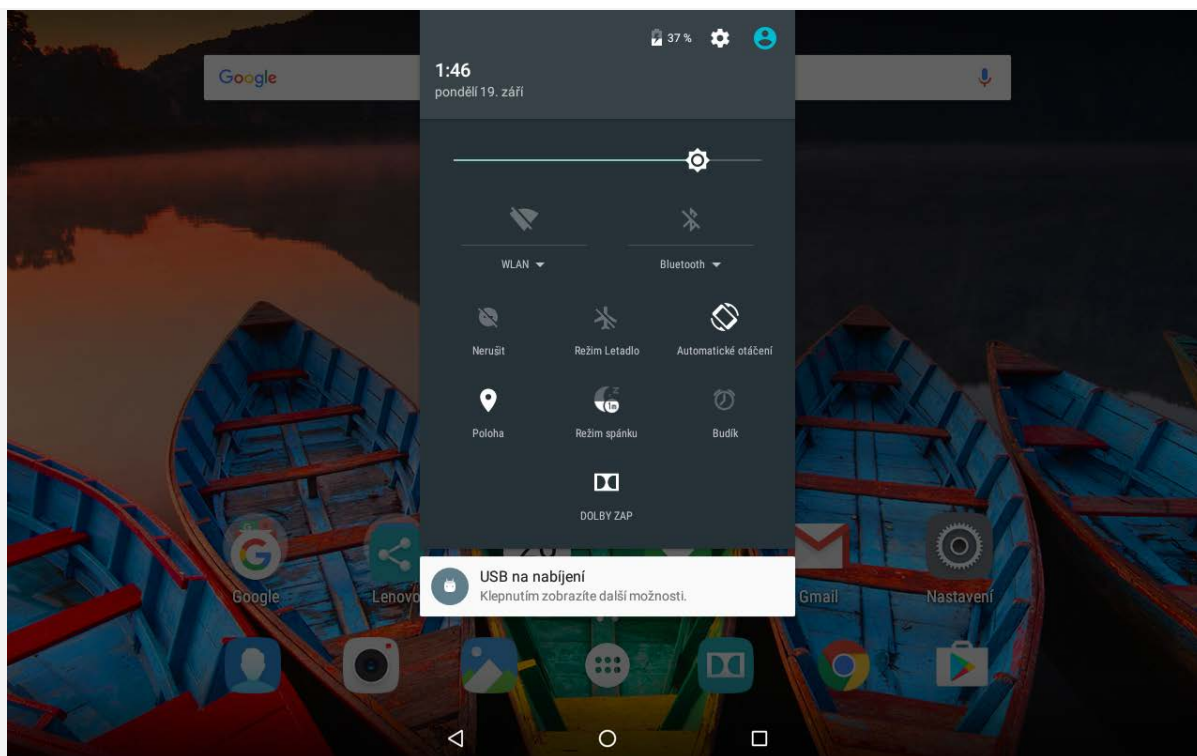 37 %
1:46
pondělí 19. září
Google
WLAN
Bluetooth
Nerušit
Režim Letadlo
Automatické otáčení
Poloha
Režim spánku
Budík
DOLBY ZAP
USB na nabíjení
Klepnutím zobrazíte další možnosti.
Google
Lenovo
Gmail
Nastavení